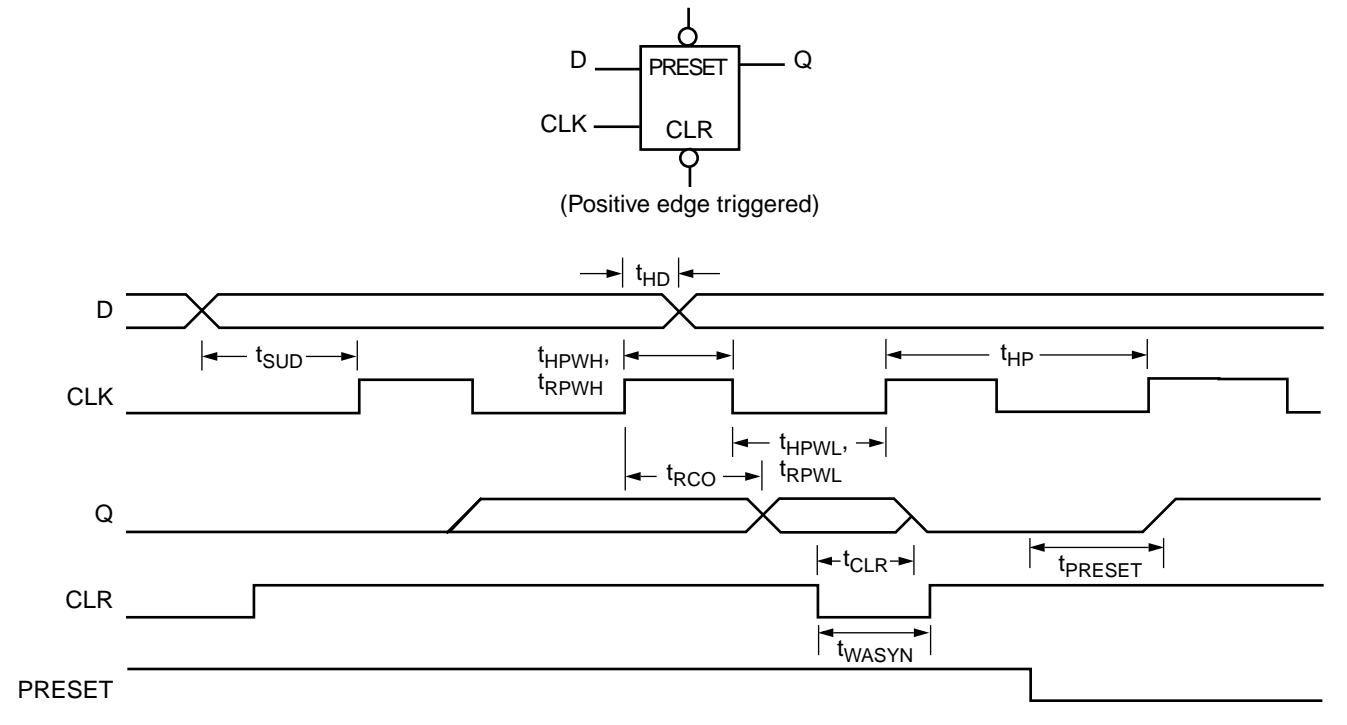 PRESET
D
Q
CLK
CLR
(Positive edge triggered)
tHD
D
tSUD
tHPWH,
tRPWH
tHP
CLK
tHPWL,
tRPWL
tRCO
Q
tCLR
tPRESET
CLR
tWASYN
PRESET